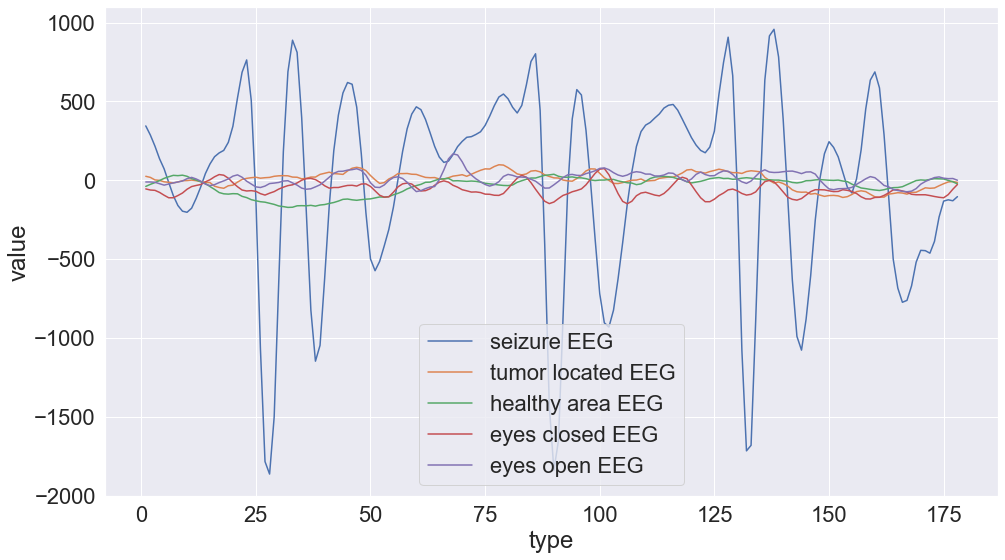 1000
500
0
−500
−1000
−1500
−2000
value
seizure EEG
tumor located EEG
healthy area EEG
eyes closed EEG
eyes open EEG
0 25 50 75 100 125 150 175
type